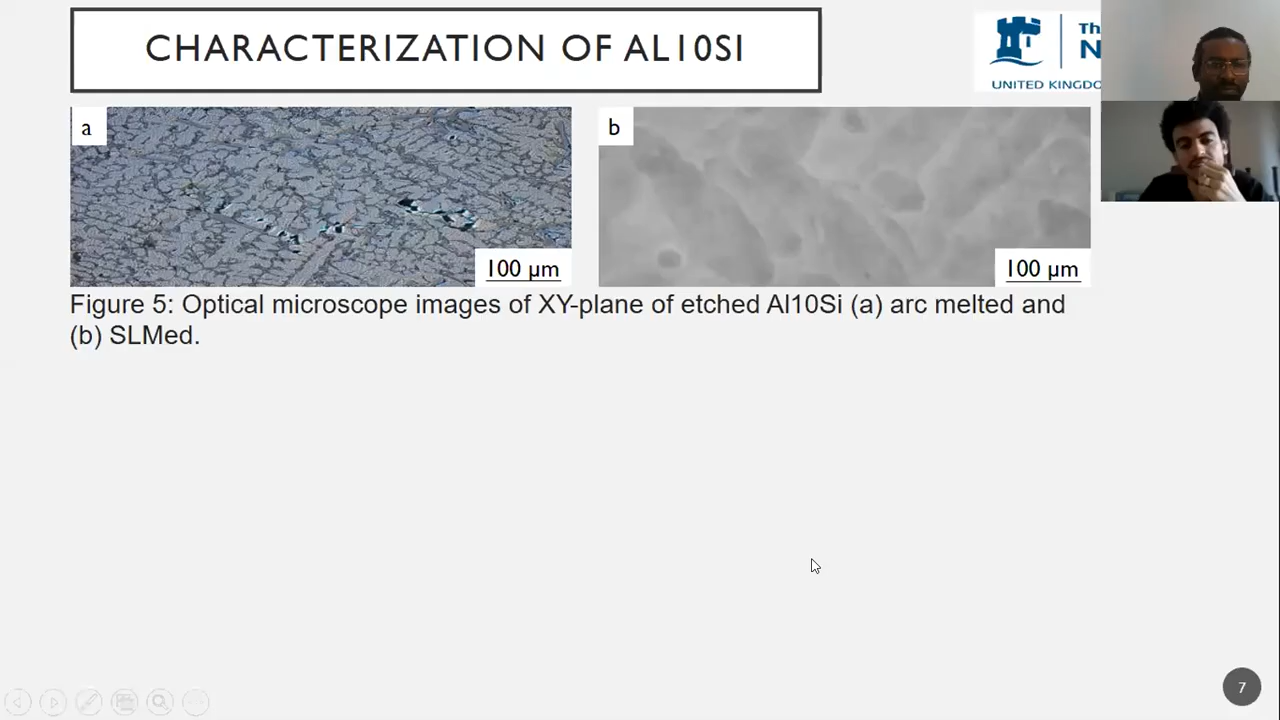 CHARACTERIZATION OF AL10SI
Th
N
UNITED KINGDO
a
b
100 µm
100 µm
Figure 5: Optical microscope images of XY-plane of etched Al10Si (a) arc melted and
(b) SLMed.
7